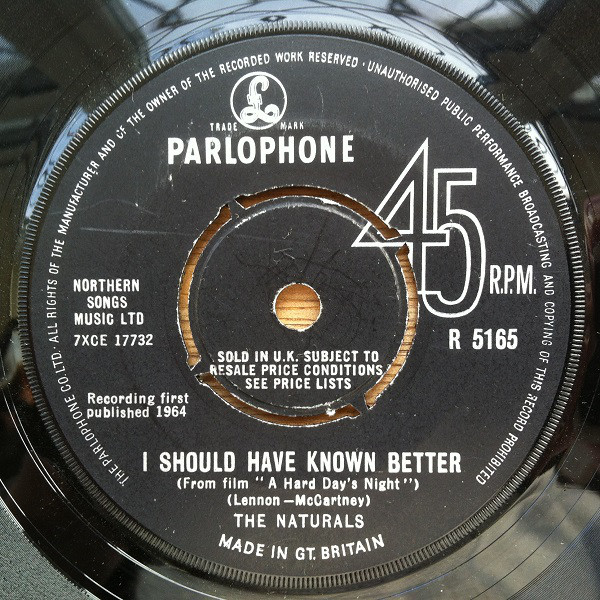 THE PARLOPHONE CO. LTD. · ALL RIGHTS OF THE MANUFACTURER AND OF THE OWNER OF THE RECORDED WORK RESERVED · UNAUTHORISED PUBLIC PERFORMANCE BROADCASTING AND COPYING OF THIS RECORD PROHIBITED
£
TRADE MARK
PARLOPHONE
45 R.P.M.
NORTHERN
SONGS
MUSIC LTD
7XCE 17732
R 5165
SOLD IN U.K. SUBJECT TO
RESALE PRICE CONDITIONS,
SEE PRICE LISTS
Recording first
published 1964
I SHOULD HAVE KNOWN BETTER
(From film "A Hard Day's Night")
(Lennon—McCartney)
THE NATURALS
MADE IN GT. BRITAIN